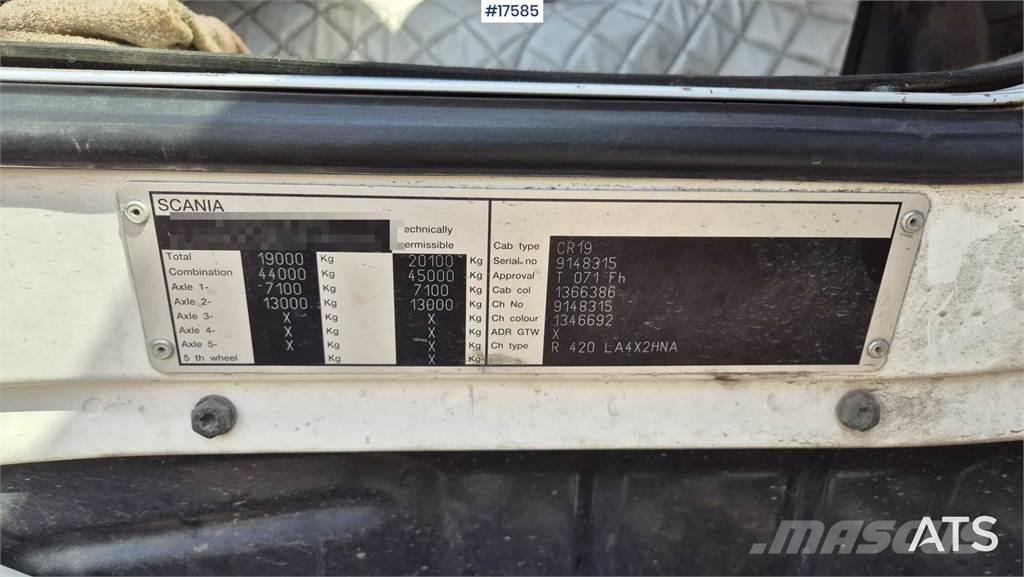 #17585
SCANIA
echnically
ermissible
Total 19000 Kg 20100 Kg
Combination 44000 Kg 45000 Kg
Axle 1- 7100 Kg 7100 Kg
Axle 2- 13000 Kg 13000 Kg
Axle 3- X Kg X Kg
Axle 4- X Kg X Kg
Axle 5- X Kg X Kg
5 th wheel Kg X Kg
Cab type CR19
Serial no 9148315
Approval T 071 Fh
Cab col 1366386
Ch No 9148315
Ch colour 1346692
ADR GTW X
Ch type R 420 LA4X2HNA
MASCUS
ATS